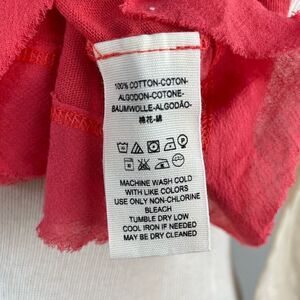 100% COTTON-COTON-
ALGODON-COTONE-
BAUMWOLLE-ALGODÃO-
棉花-綿
MACHINE WASH COLD
WITH LIKE COLORS
USE ONLY NON-CHLORINE
BLEACH
TUMBLE DRY LOW
COOL IRON IF NEEDED
MAY BE DRY CLEANED